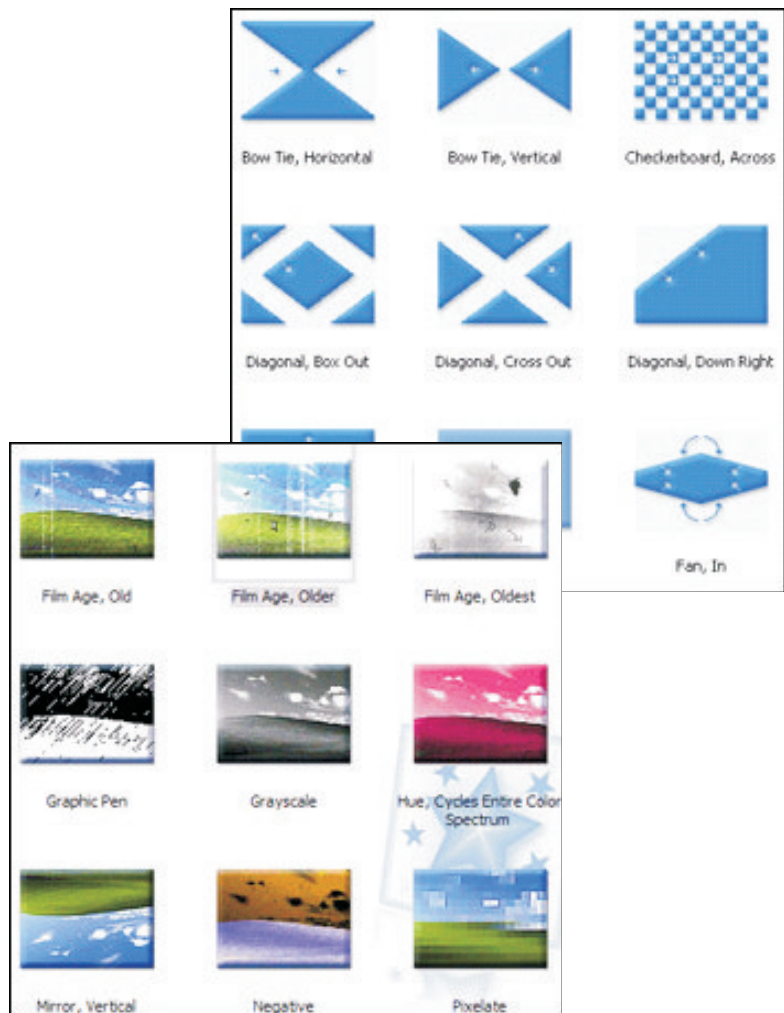 Bow Tie, Horizontal
Bow Tie, Vertical
Checkerboard, Across
Diagonal, Box Out
Diagonal, Cross Out
Diagonal, Down Right
Fan, In
Film Age, Old
Film Age, Older
Film Age, Oldest
Graphic Pen
Grayscale
Hue, Cycles Entire Color
Spectrum
Mirror, Vertical
Negative
Pixelate